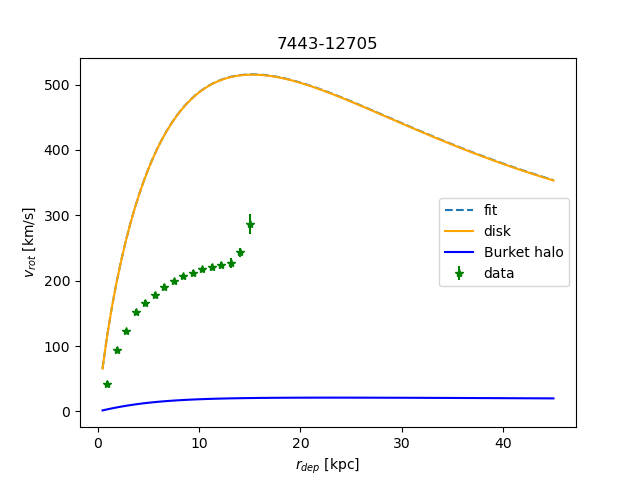 7443-12705
500
400
300
200
100
0
v_rot [km/s]
fit
disk
Burket halo
data
0
10
20
30
40
r_dep [kpc]